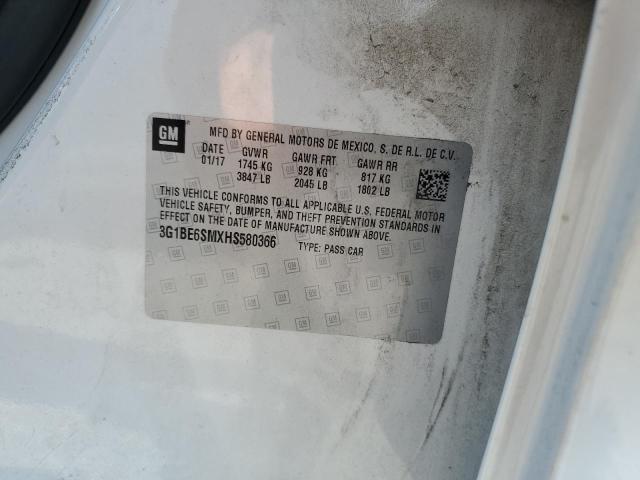 GM
MFD BY GENERAL MOTORS DE MEXICO. S. DE R.L. DE C.V.
DATE GVWR GAWR FRT GAWR RR
01/17 1745 KG 928 KG 817 KG
3847 LB 2045 LB 1802 LB
THIS VEHICLE CONFORMS TO ALL APPLICABLE U.S. FEDERAL MOTOR
VEHICLE SAFETY, BUMPER, AND THEFT PREVENTION STANDARDS IN
EFFECT ON THE DATE OF MANUFACTURE SHOWN ABOVE.
3G1BE6SMXHS580366 TYPE: PASS CAR